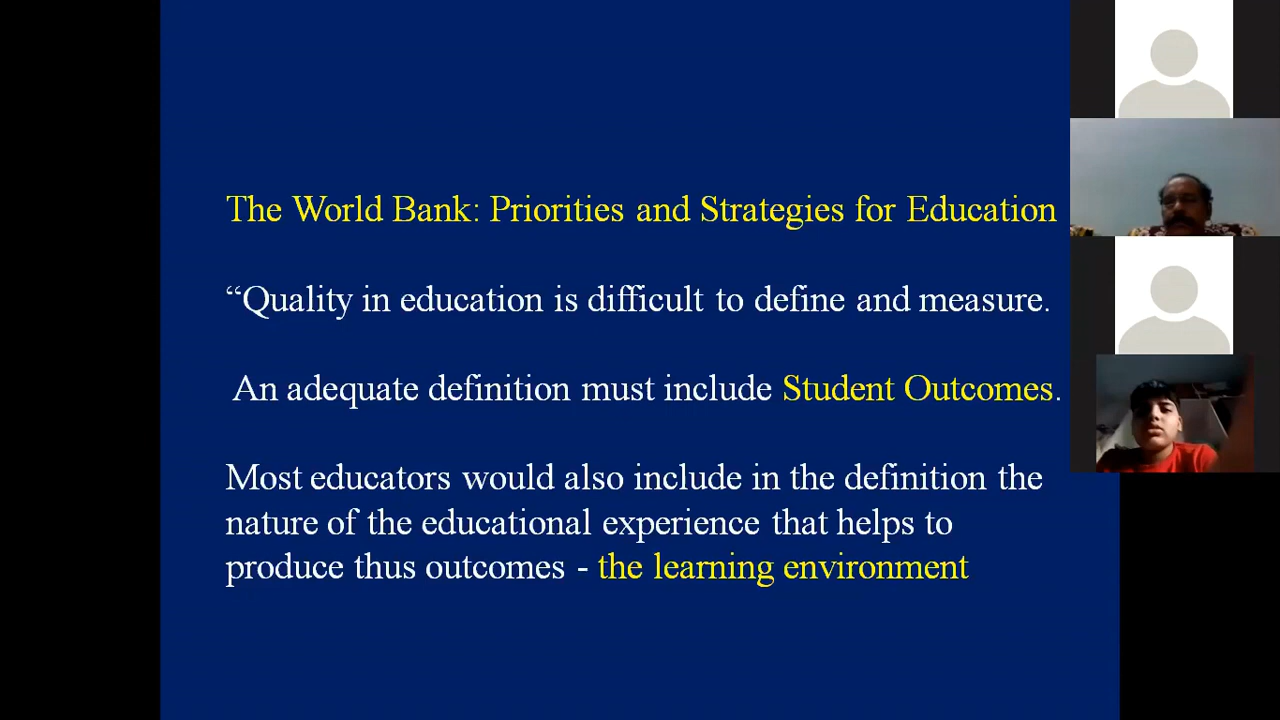 The World Bank: Priorities and Strategies for Education
“Quality in education is difficult to define and measure.
An adequate definition must include Student Outcomes.
Most educators would also include in the definition the
nature of the educational experience that helps to
produce thus outcomes - the learning environment